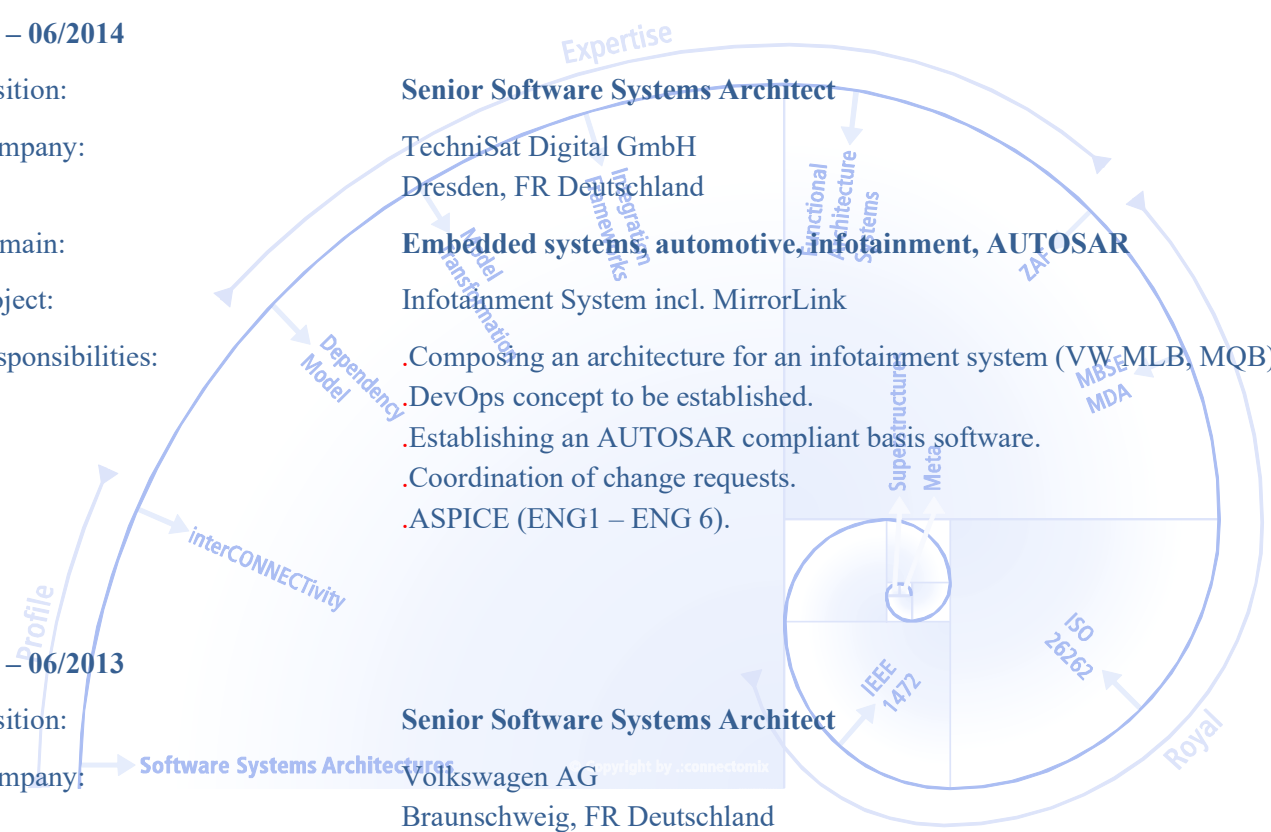 – 06/2014
sition: Senior Software Systems Architect
mpany: TechniSat Digital GmbH
Dresden, FR Deutschland
main: Embedded systems, automotive, infotainment, AUTOSAR
oject: Infotainment System incl. MirrorLink
sponsibilities: .Composing an architecture for an infotainment system (VW MLB, MQB)
.DevOps concept to be established.
.Establishing an AUTOSAR compliant basis software.
.Coordination of change requests.
.ASPICE (ENG1 – ENG 6).
– 06/2013
sition: Senior Software Systems Architect
mpany: Volkswagen AG
Braunschweig, FR Deutschland
Expertise
Integration
Frameworks
Functional
Architecture
Systems
Model
Transformation
ZAF
Dependency
Model
MBSE
MDA
Superstructure
Meta
interCONNECTivity
Profile
ISO
26262
IEEE
1472
Royal
Software Systems Architectures
Copyright by .:connectomix